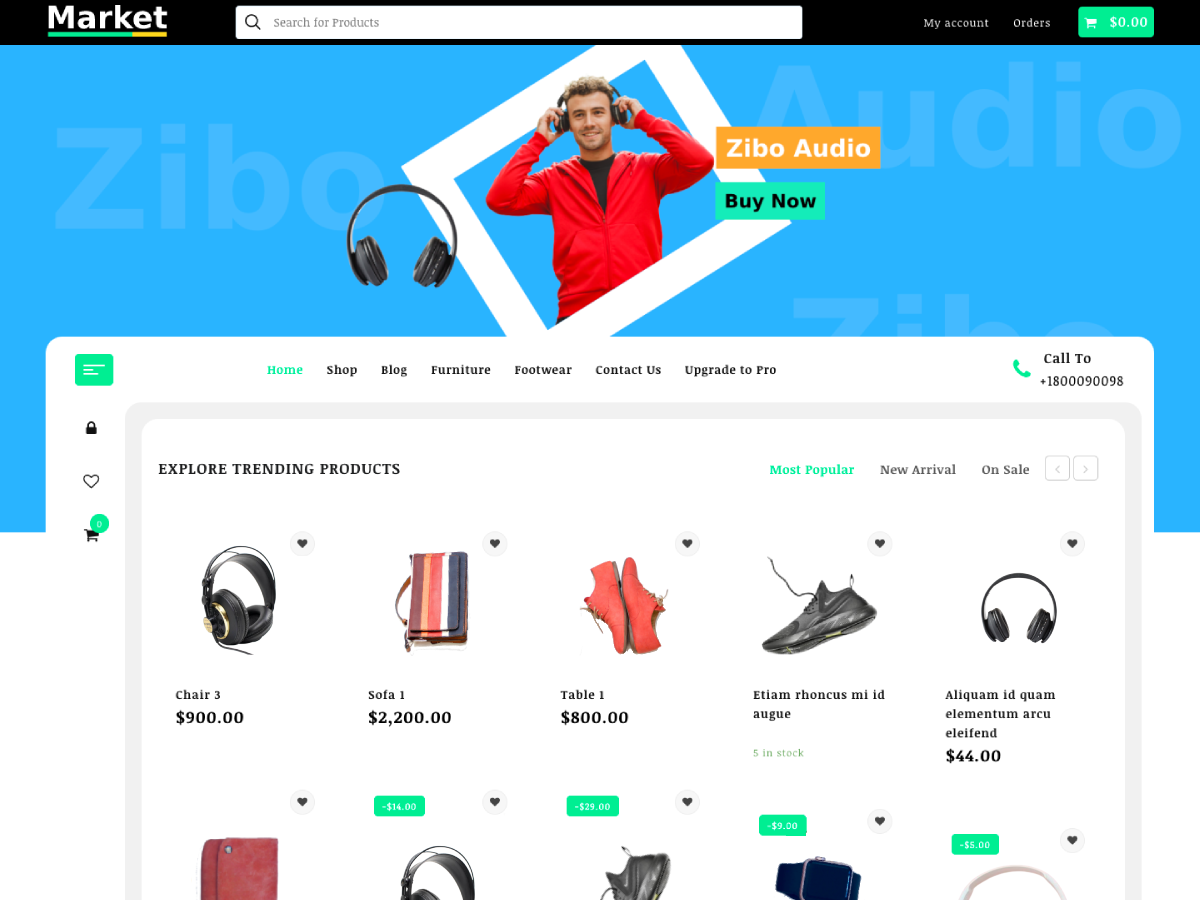 Market
Search for Products
My account
Orders
$0.00
Zibo
Audio
Zibo Audio
Buy Now
Zibo
Home
Shop
Blog
Furniture
Footwear
Contact Us
Upgrade to Pro
Call To
+1800090098
0
EXPLORE TRENDING PRODUCTS
Most Popular
New Arrival
On Sale
Chair 3
$900.00
Sofa 1
$2,200.00
Table 1
$800.00
Etiam rhoncus mi id
augue
5 in stock
Aliquam id quam
elementum arcu
eleifend
$44.00
-$14.00
-$29.00
-$9.00
-$5.00